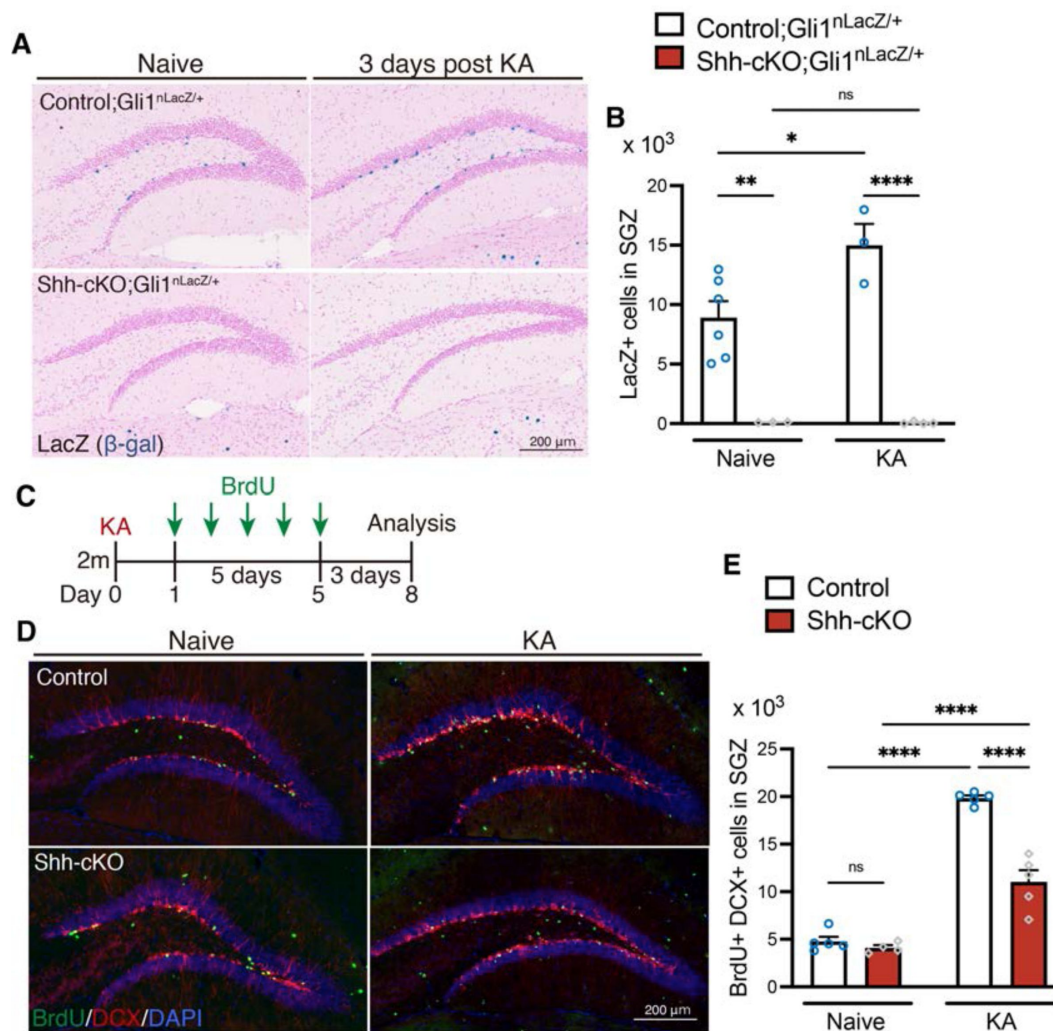 A
Naive
3 days post KA
Control;Gli1nLacZ/+
Shh-cKO;Gli1nLacZ/+
LacZ (β-gal)
200 µm
Control;Gli1nLacZ/+
Shh-cKO;Gli1nLacZ/+
B
x 10³
ns
*
**
****
LacZ+ cells in SGZ
20
15
10
5
0
Naive
KA
C
BrdU
KA
Analysis
2m
5 days
3 days
Day 0
1
5
8
D
Naive
KA
Control
Shh-cKO
BrdU/DCX/DAPI
200 µm
E
Control
Shh-cKO
x 10³
****
****
****
ns
BrdU+ DCX+ cells in SGZ
25
20
15
10
5
0
Naive
KA